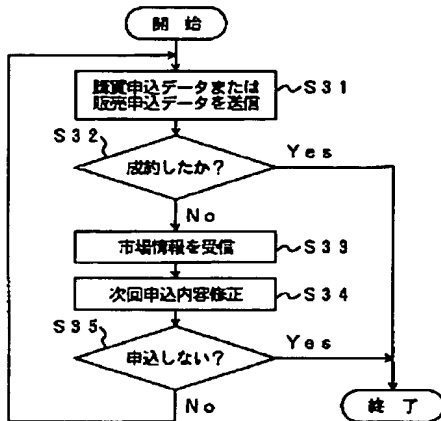 開始
購買申込データまたは
販売申込データを送信
S31
S32
成約したか?
Yes
No
市場情報を受信
S33
次回申込内容修正
S34
S35
申込しない?
Yes
No
終了